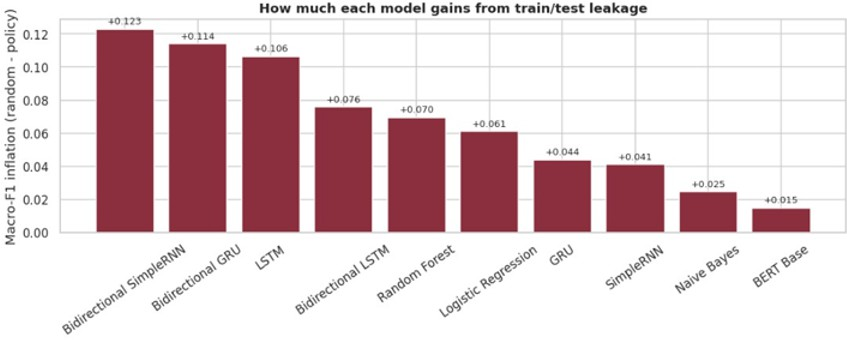 How much each model gains from train/test leakage
Macro-F1 inflation (random - policy)
0.12
0.10
0.08
0.06
0.04
0.02
0.00
+0.123
+0.114
+0.106
+0.076
+0.070
+0.061
+0.044
+0.041
+0.025
+0.015
Bidirectional SimpleRNN
Bidirectional GRU
LSTM
Bidirectional LSTM
Random Forest
Logistic Regression
GRU
SimpleRNN
Naive Bayes
BERT Base